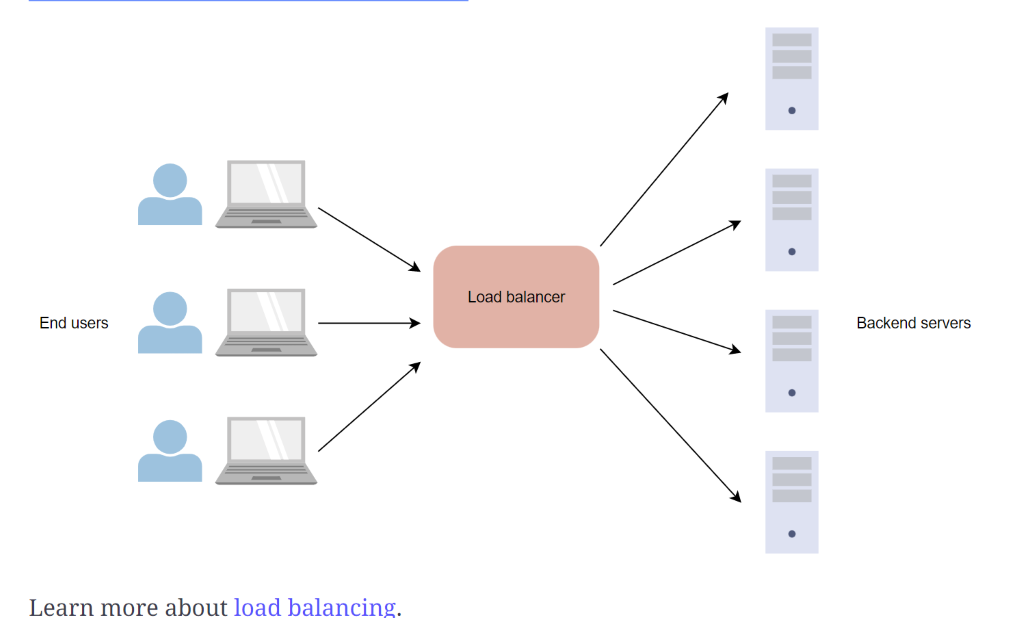 Load balancer
End users
Backend servers
Learn more about load balancing.